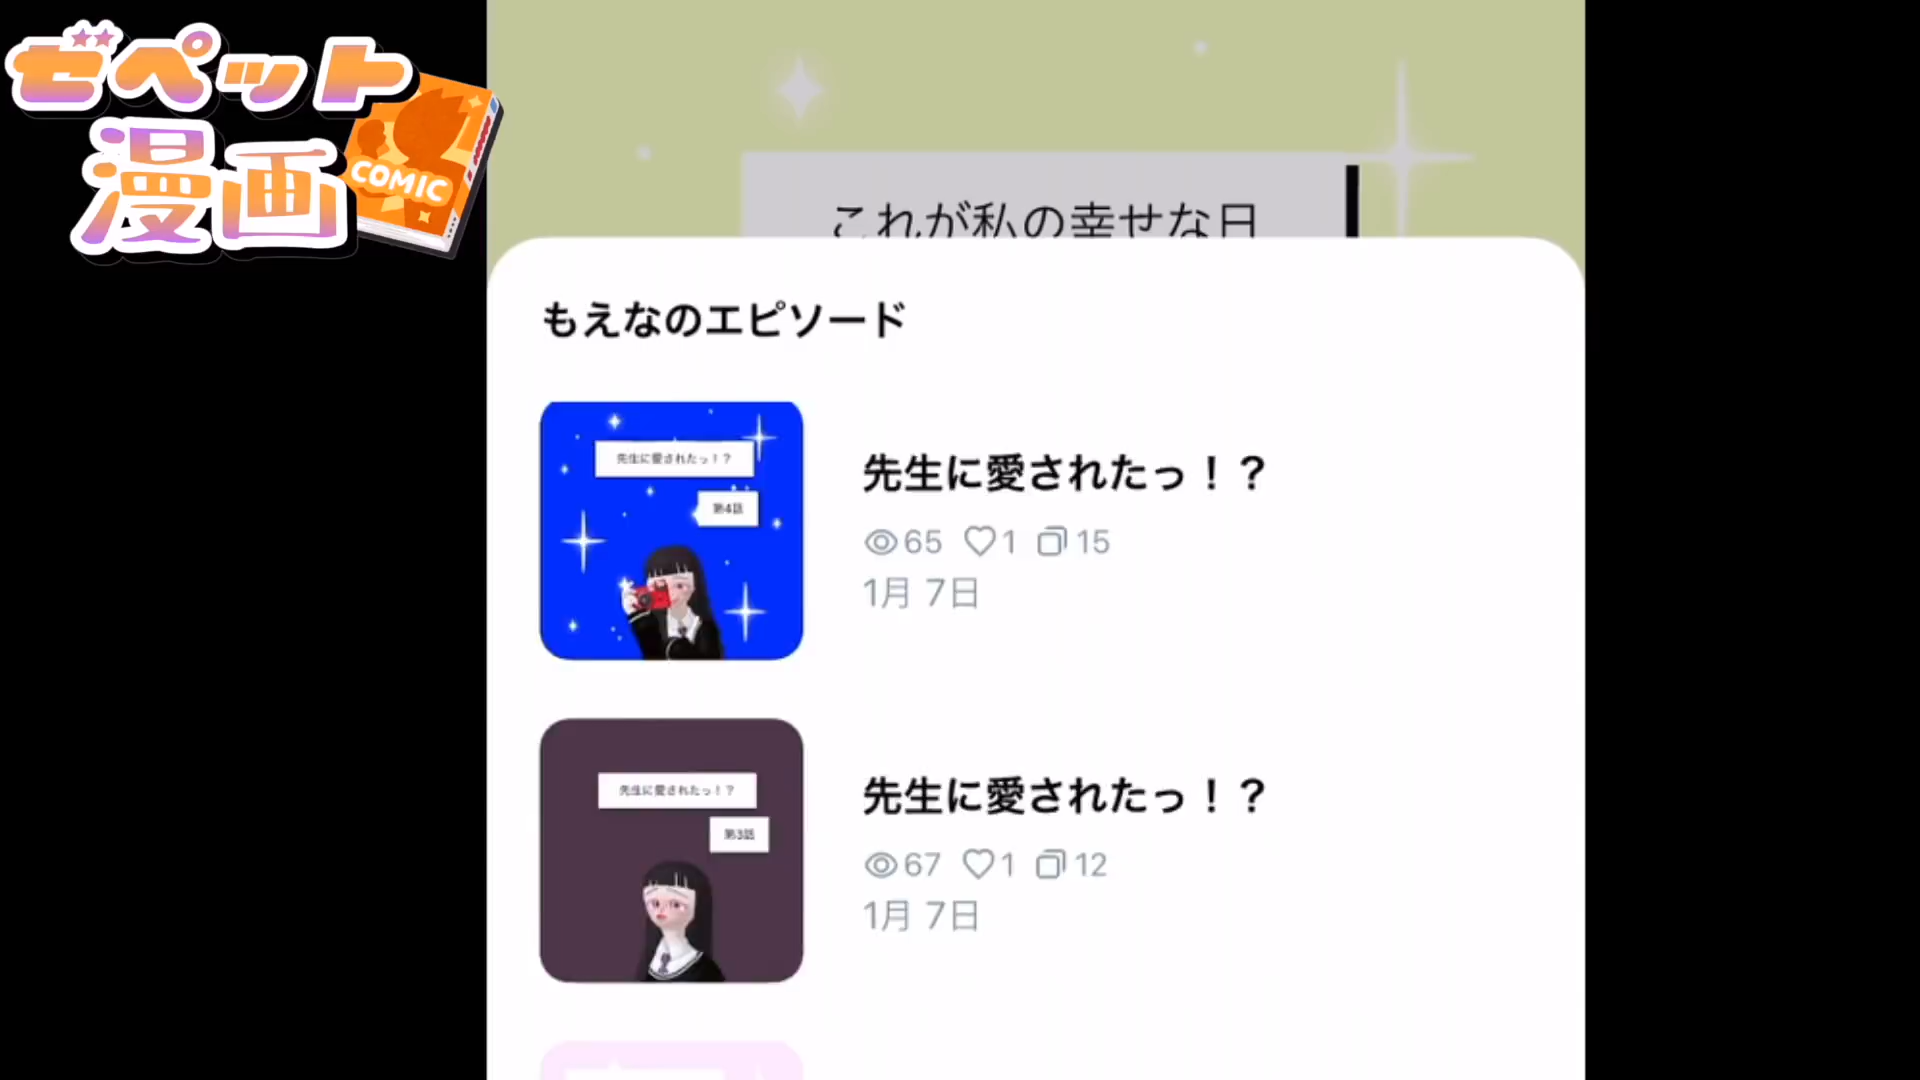 ゼペット
漫画
COMIC
これが私の幸せな日
もえなのエピソード
先生に愛されたっ！？
第4話
先生に愛されたっ！？
65 1 15
1月 7日
先生に愛されたっ！？
第3話
先生に愛されたっ！？
67 1 12
1月 7日